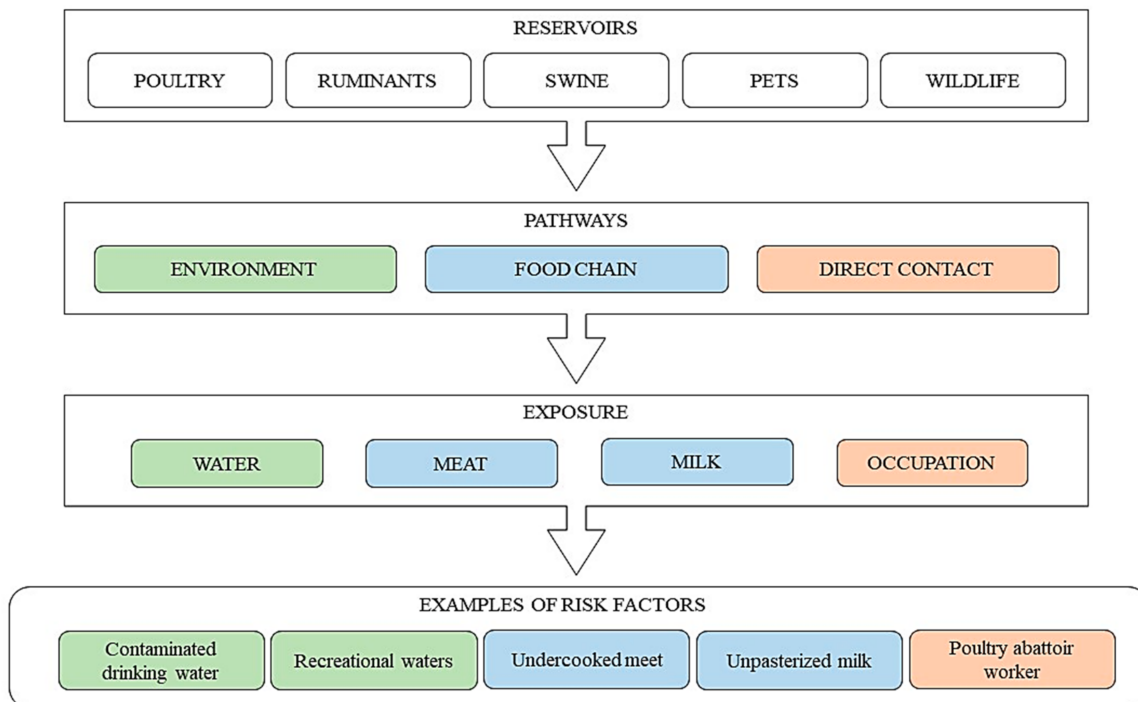 RESERVOIRS
POULTRY
RUMINANTS
SWINE
PETS
WILDLIFE
PATHWAYS
ENVIRONMENT
FOOD CHAIN
DIRECT CONTACT
EXPOSURE
WATER
MEAT
MILK
OCCUPATION
EXAMPLES OF RISK FACTORS
Contaminated
drinking water
Recreational waters
Undercooked meet
Unpasterized milk
Poultry abattoir
worker